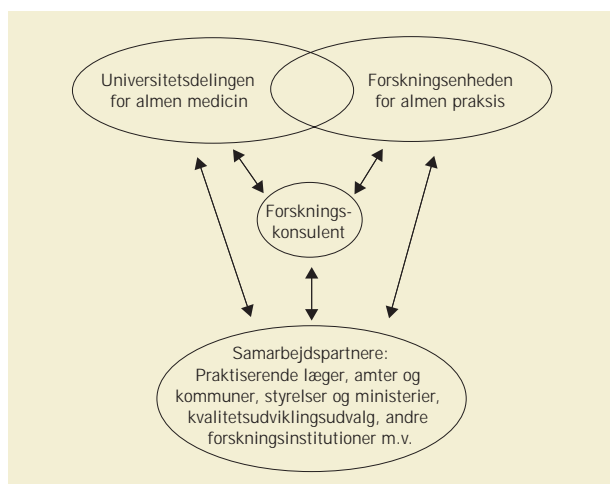 Universitetsdelingen
for almen medicin
Forskningsenheden
for almen praksis
Forsknings-
konsulent
Samarbejdspartnere:
Praktiserende læger, amter og
kommuner, styrelser og ministerier,
kvalitetsudviklingsudvalg, andre
forskningsinstitutioner m.v.